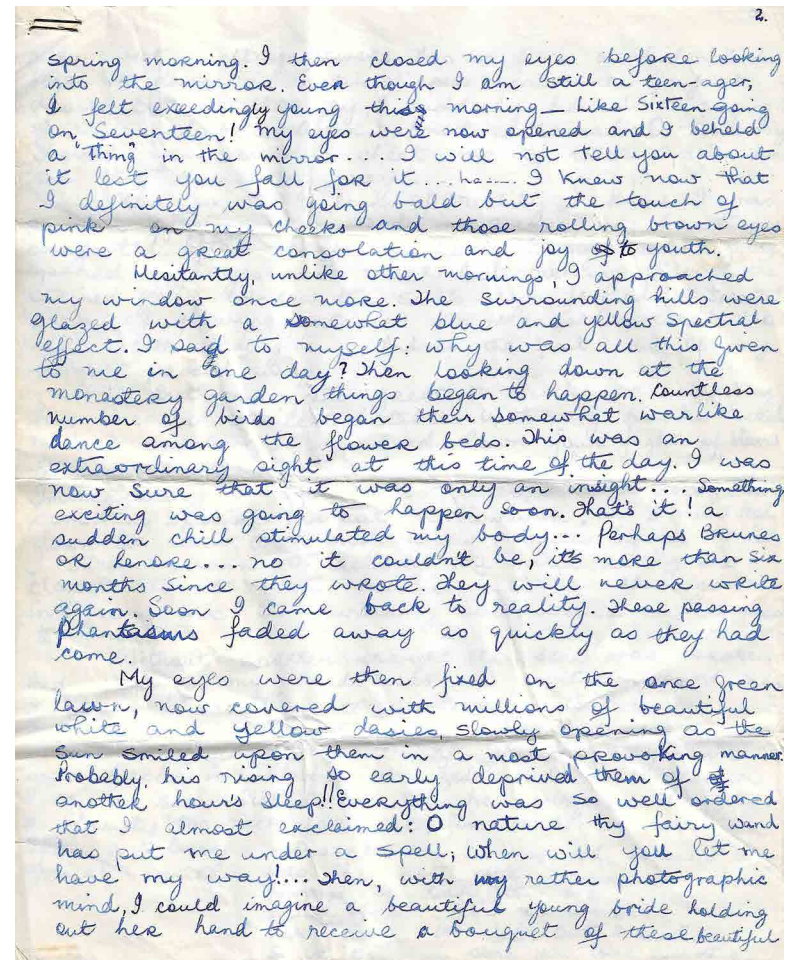 2.
spring morning. I then closed my eyes before looking
into the mirror. Even though I am still a teen-ager,
I felt exceedingly young this morning — Like Sixteen going
on "Seventeen! My eyes were now opened and I beheld
a "Thing" in the mirror.... I will not tell you about
it lest you fall for it....ha..... I knew now that
I definitely was going bald but the touch of
pink on my cheeks and those rolling brown eyes
were a great consolation and joy to youth.
Hesitantly, unlike other mornings, I approached
my window once more. The surrounding hills were
glazed with a somewhat blue and yellow spectral
effect. I said to myself: why was all this given
to me in one day? Then looking down at the
monastery garden things began to happen. Countless
number of birds began their somewhat warlike
dance among the flower beds. This was an
extraordinary sight at this time of the day. I was
now sure that it was only an insight... Something
exciting was going to happen soon. That's it! a
sudden chill stimulated my body... Perhaps Brunes
or Lenore... no it couldn't be, it's more than six
months since they wrote. They will never write
again. Soon I came back to reality. These passing
phantasms faded away as quickly as they had
come.
My eyes were then fixed on the once green
lawn, now covered with millions of beautiful
white and yellow dasies, slowly opening as the
sun smiled upon them in a most provoking manner.
Probably, his rising so early deprived them of
another hour's sleep!! Everything was so well ordered
that I almost exclaimed: O nature thy fairy wand
has put me under a spell; when will you let me
have my way!... Then, with my rather photographic
mind, I could imagine a beautiful young bride holding
out her hand to receive a bouquet of these beautiful